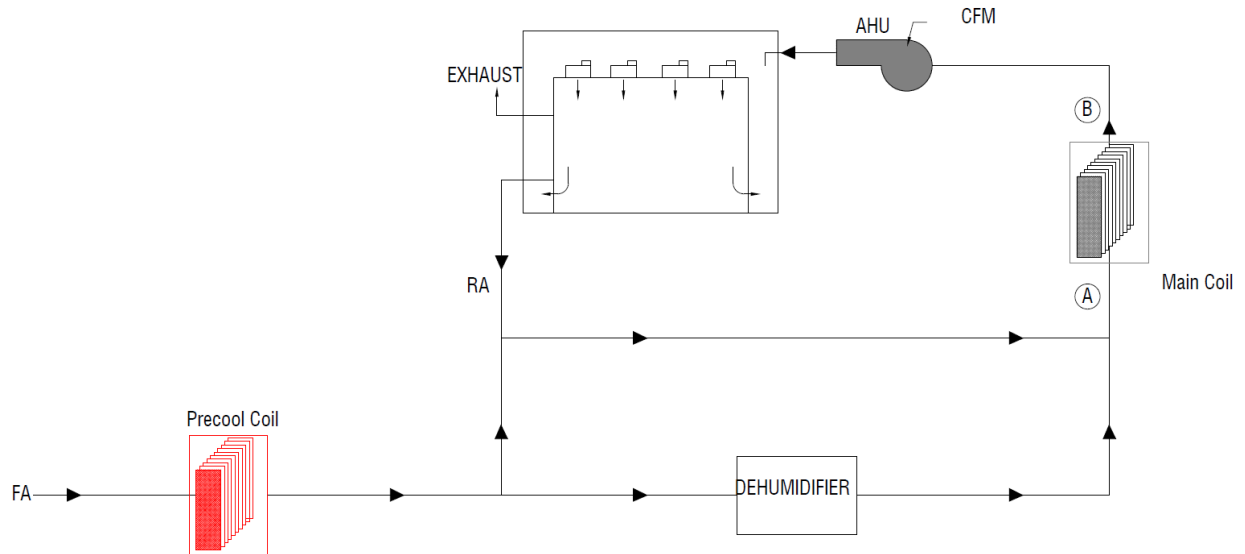 AHU
CFM
EXHAUST
B
RA
A
Main Coil
Precool Coil
FA
DEHUMIDIFIER